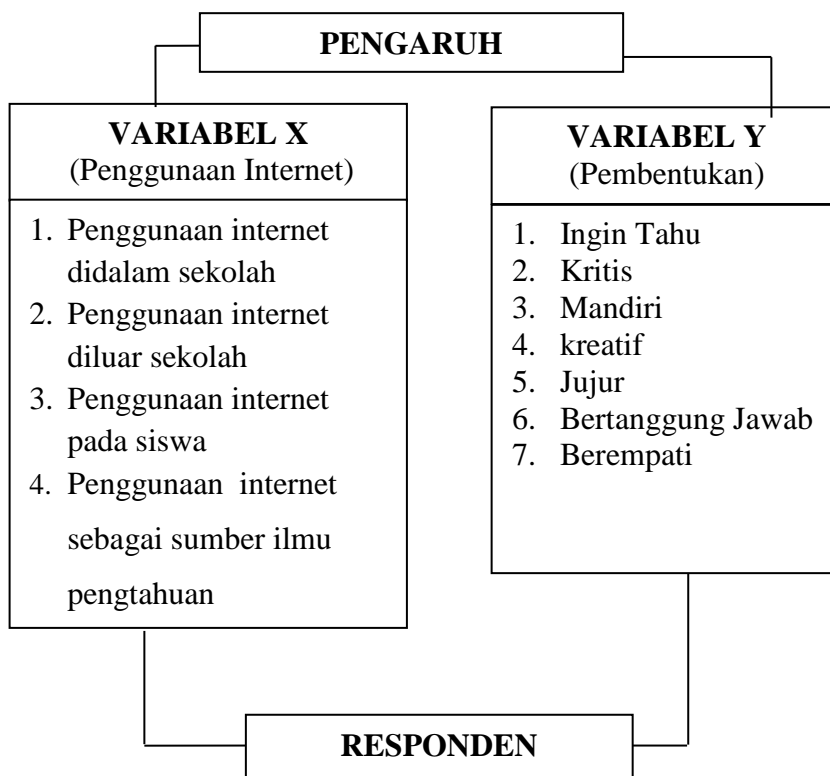 PENGARUH
VARIABEL X
(Penggunaan Internet)
1. Penggunaan internet
didalam sekolah
2. Penggunaan internet
diluar sekolah
3. Penggunaan internet
pada siswa
4. Penggunaan internet
sebagai sumber ilmu
pengtahuan
VARIABEL Y
(Pembentukan)
1. Ingin Tahu
2. Kritis
3. Mandiri
4. kreatif
5. Jujur
6. Bertanggung Jawab
7. Berempati
RESPONDEN